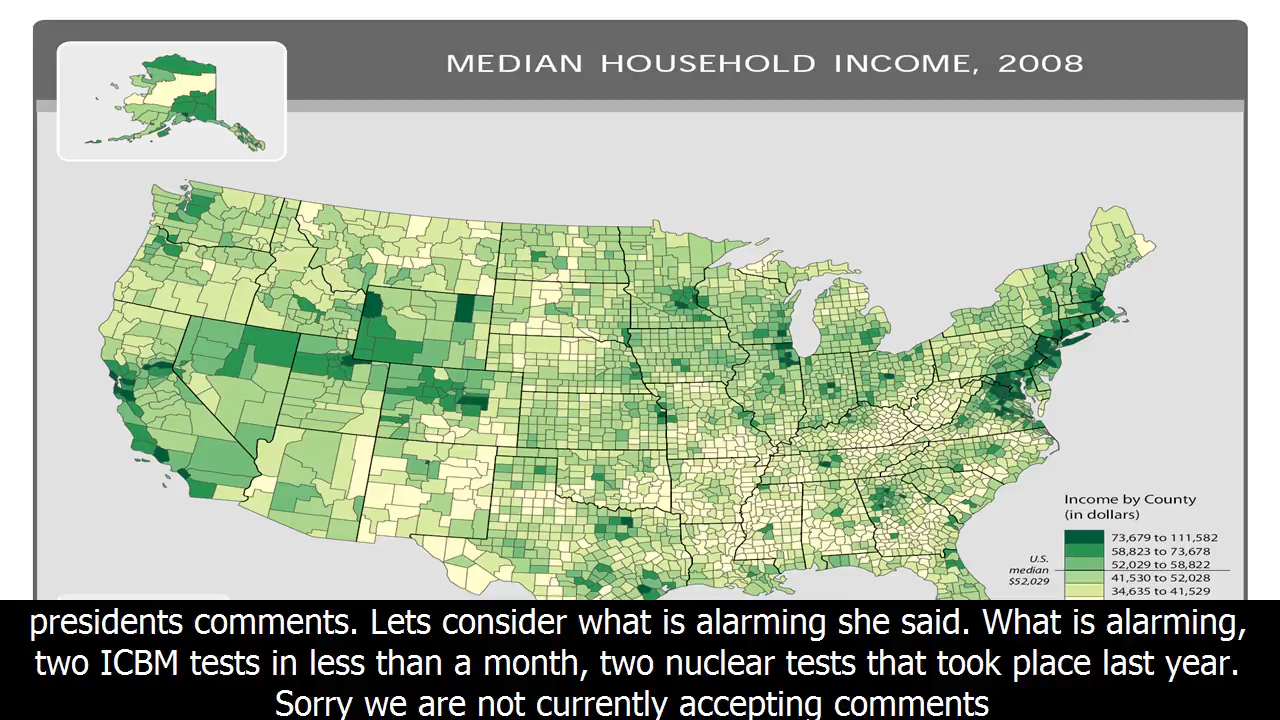 MEDIAN HOUSEHOLD INCOME, 2008
Income by County
(in dollars)
73,679 to 111,582
58,823 to 73,678
52,029 to 58,822
U.S.
median
$52,029
41,530 to 52,028
34,635 to 41,529
presidents comments. Lets consider what is alarming she said. What is alarming,
two ICBM tests in less than a month, two nuclear tests that took place last year.
Sorry we are not currently accepting comments